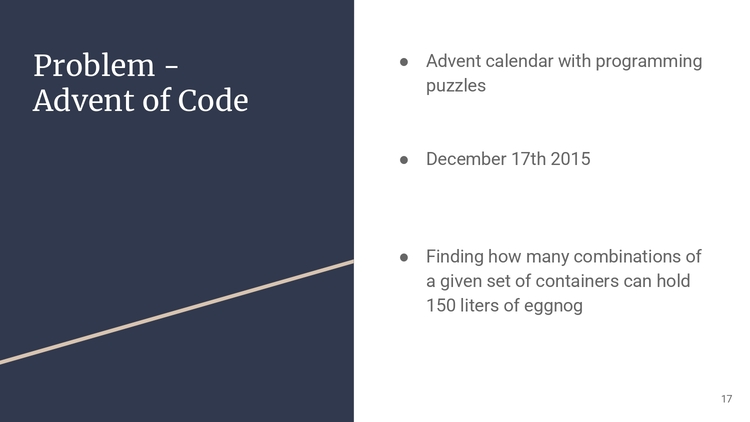 Problem -
Advent of Code
● Advent calendar with programming
puzzles
● December 17th 2015
● Finding how many combinations of
a given set of containers can hold
150 liters of eggnog
17